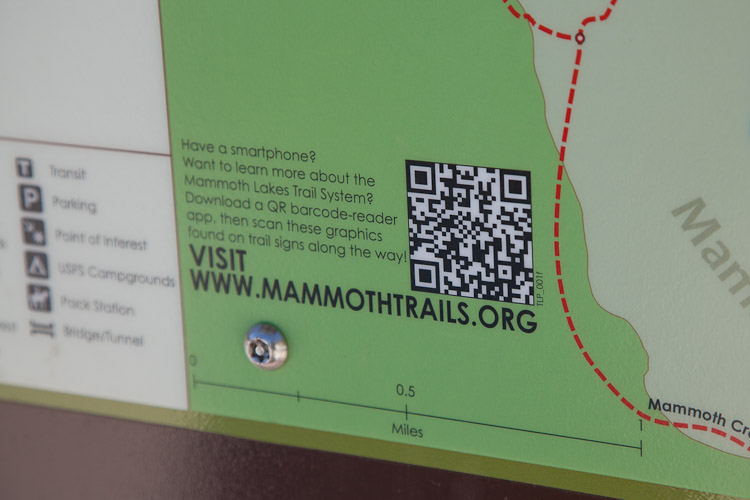 Have a smartphone?
Want to learn more about the
Mammoth Lakes Trail System?
Download a QR barcode-reader
app, then scan these graphics
found on trail signs along the way!
VISIT
WWW.MAMMOTHTRAILS.ORG
TLP_001f
T Transit
P Parking
Point of Interest
USFS Campgrounds
Pack Station
Bridge/Tunnel
0
0.5
1
Miles
Mammoth Cre
Mam